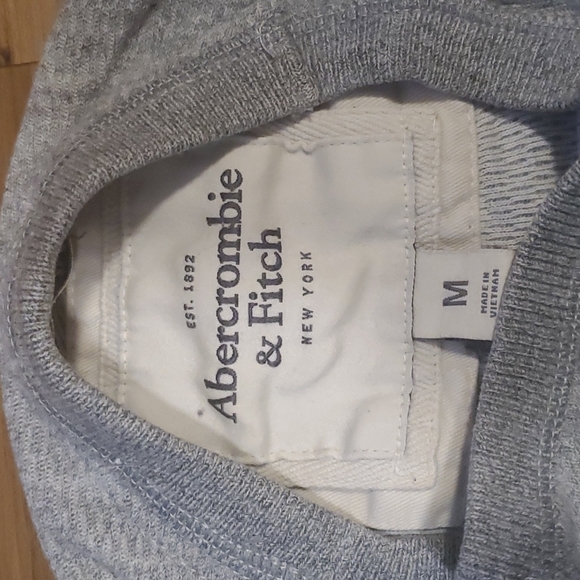 EST. 1892
Abercrombie
& Fitch
NEW YORK
M
MADE IN
VIETNAM